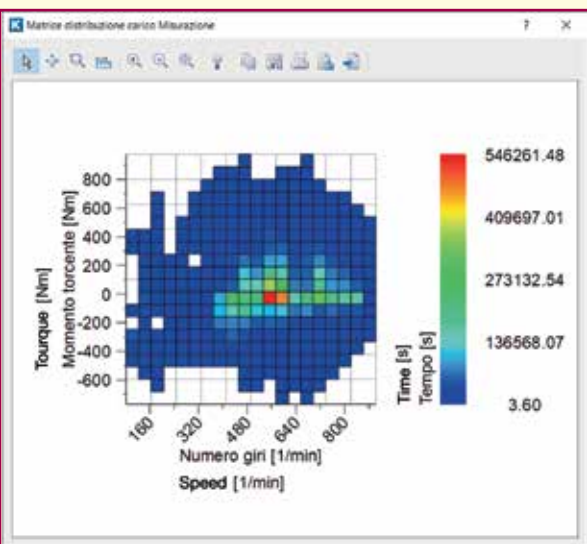 Matrice distribuzione carico Misurazione
? ×
546261.48
409697.01
273132.54
136568.07
3.60
800
600
400
200
0
-200
-400
-600
Tourque [Nm]
Momento torcente [Nm]
Time [s]
Tempo [s]
160 320 480 640 800
Numero giri [1/min]
Speed [1/min]